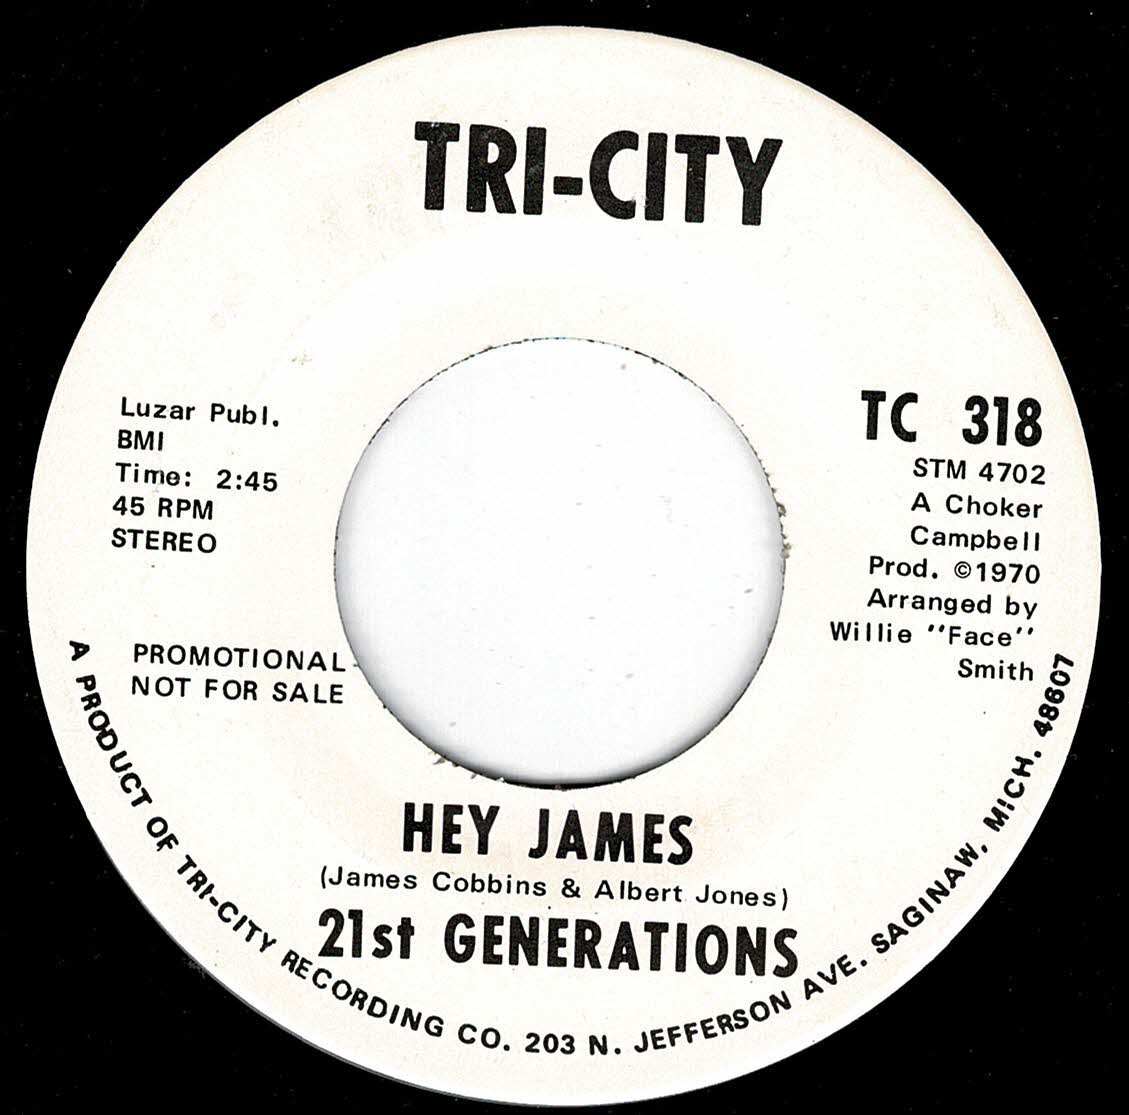 TRI-CITY
Luzar Publ.
BMI
Time: 2:45
45 RPM
STEREO
PROMOTIONAL
NOT FOR SALE
TC 318
STM 4702
A Choker
Campbell
Prod. ©1970
Arranged by
Willie "Face"
Smith
HEY JAMES
(James Cobbins & Albert Jones)
21st GENERATIONS
A PRODUCT OF TRI-CITY RECORDING CO. 203 N. JEFFERSON AVE. SAGINAW, MICH. 48607